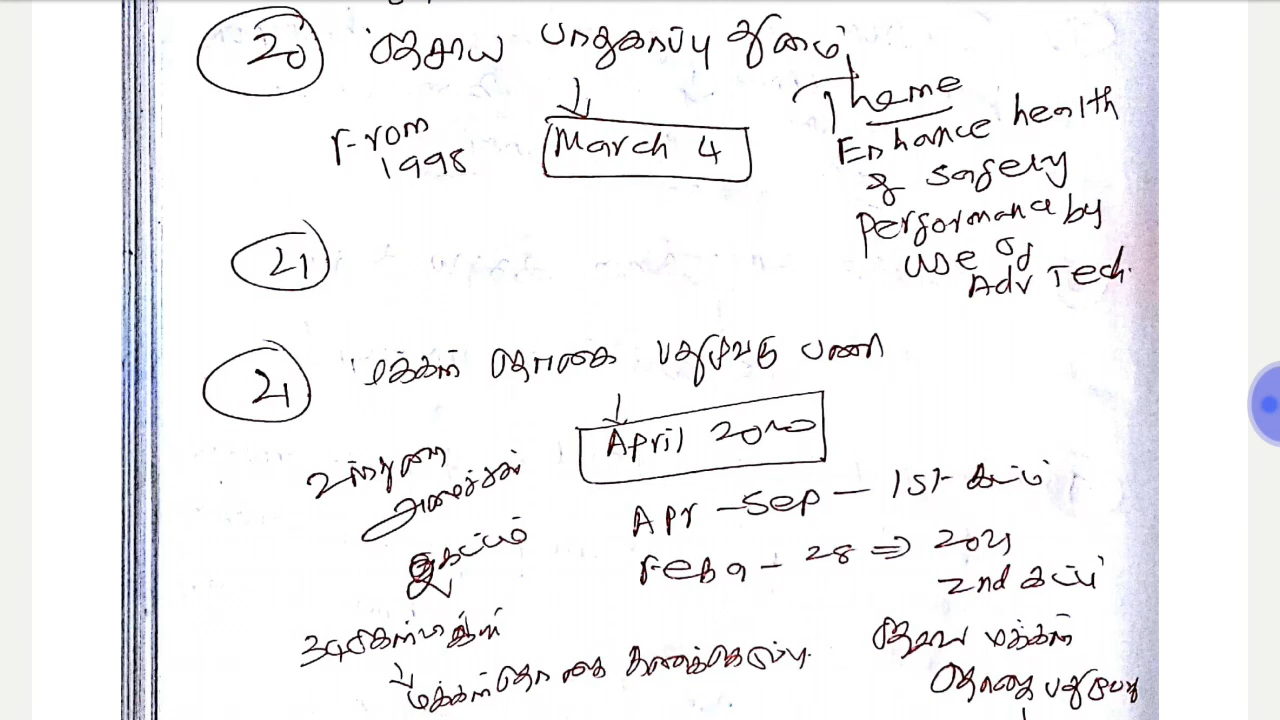 20 தேசிய பாதுகாப்பு தினம்
From 1998
March 4
Theme
Enhance health
& safety
Performance by
use of
Adv Tech.
21
21 மக்கள் தொகை பதிவேடு பணி
April 2020
உள்துறை
அமைச்சகம்
Apr - Sep - 1st கட்டம்
Feb 9 - 28 ⇒ 2021
2nd கட்டம்
மக்கள் தொகை கணக்கெடுப்பு.
தேசிய மக்கள்
தொகை பதிவேடு